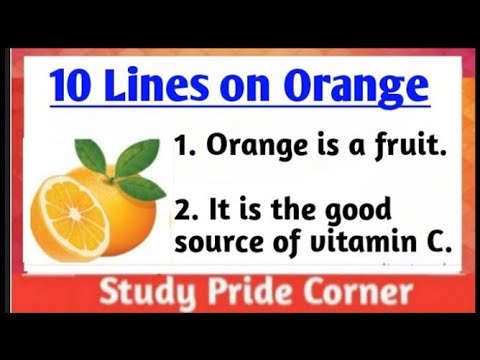 10 Lines on Orange
1. Orange is a fruit.
2. It is the good
source of vitamin C.
Study Pride Corner